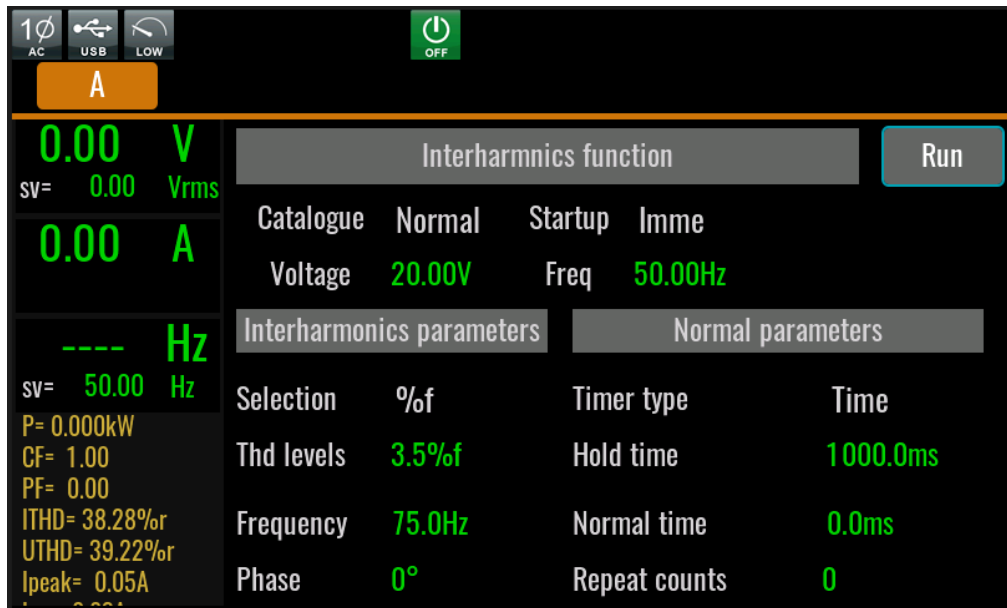 1Ø AC USB LOW OFF
A
0.00 V
sv= 0.00 Vrms
0.00 A
---- Hz
sv= 50.00 Hz
P= 0.000kW
CF= 1.00
PF= 0.00
ITHD= 38.28%r
UTHD= 39.22%r
Ipeak= 0.05A
Interharmnics function Run
Catalogue Normal Startup Imme
Voltage 20.00V Freq 50.00Hz
Interharmonics parameters Normal parameters
Selection %f Timer type Time
Thd levels 3.5%f Hold time 1000.0ms
Frequency 75.0Hz Normal time 0.0ms
Phase 0° Repeat counts 0